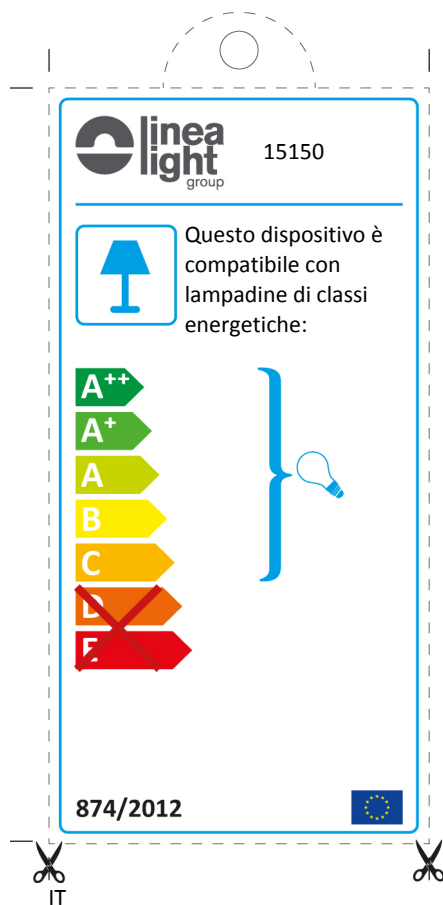 linea
light
group
15150
Questo dispositivo è
compatibile con
lampadine di classi
energetiche:
A++
A+
A
B
C
D
E
874/2012
IT